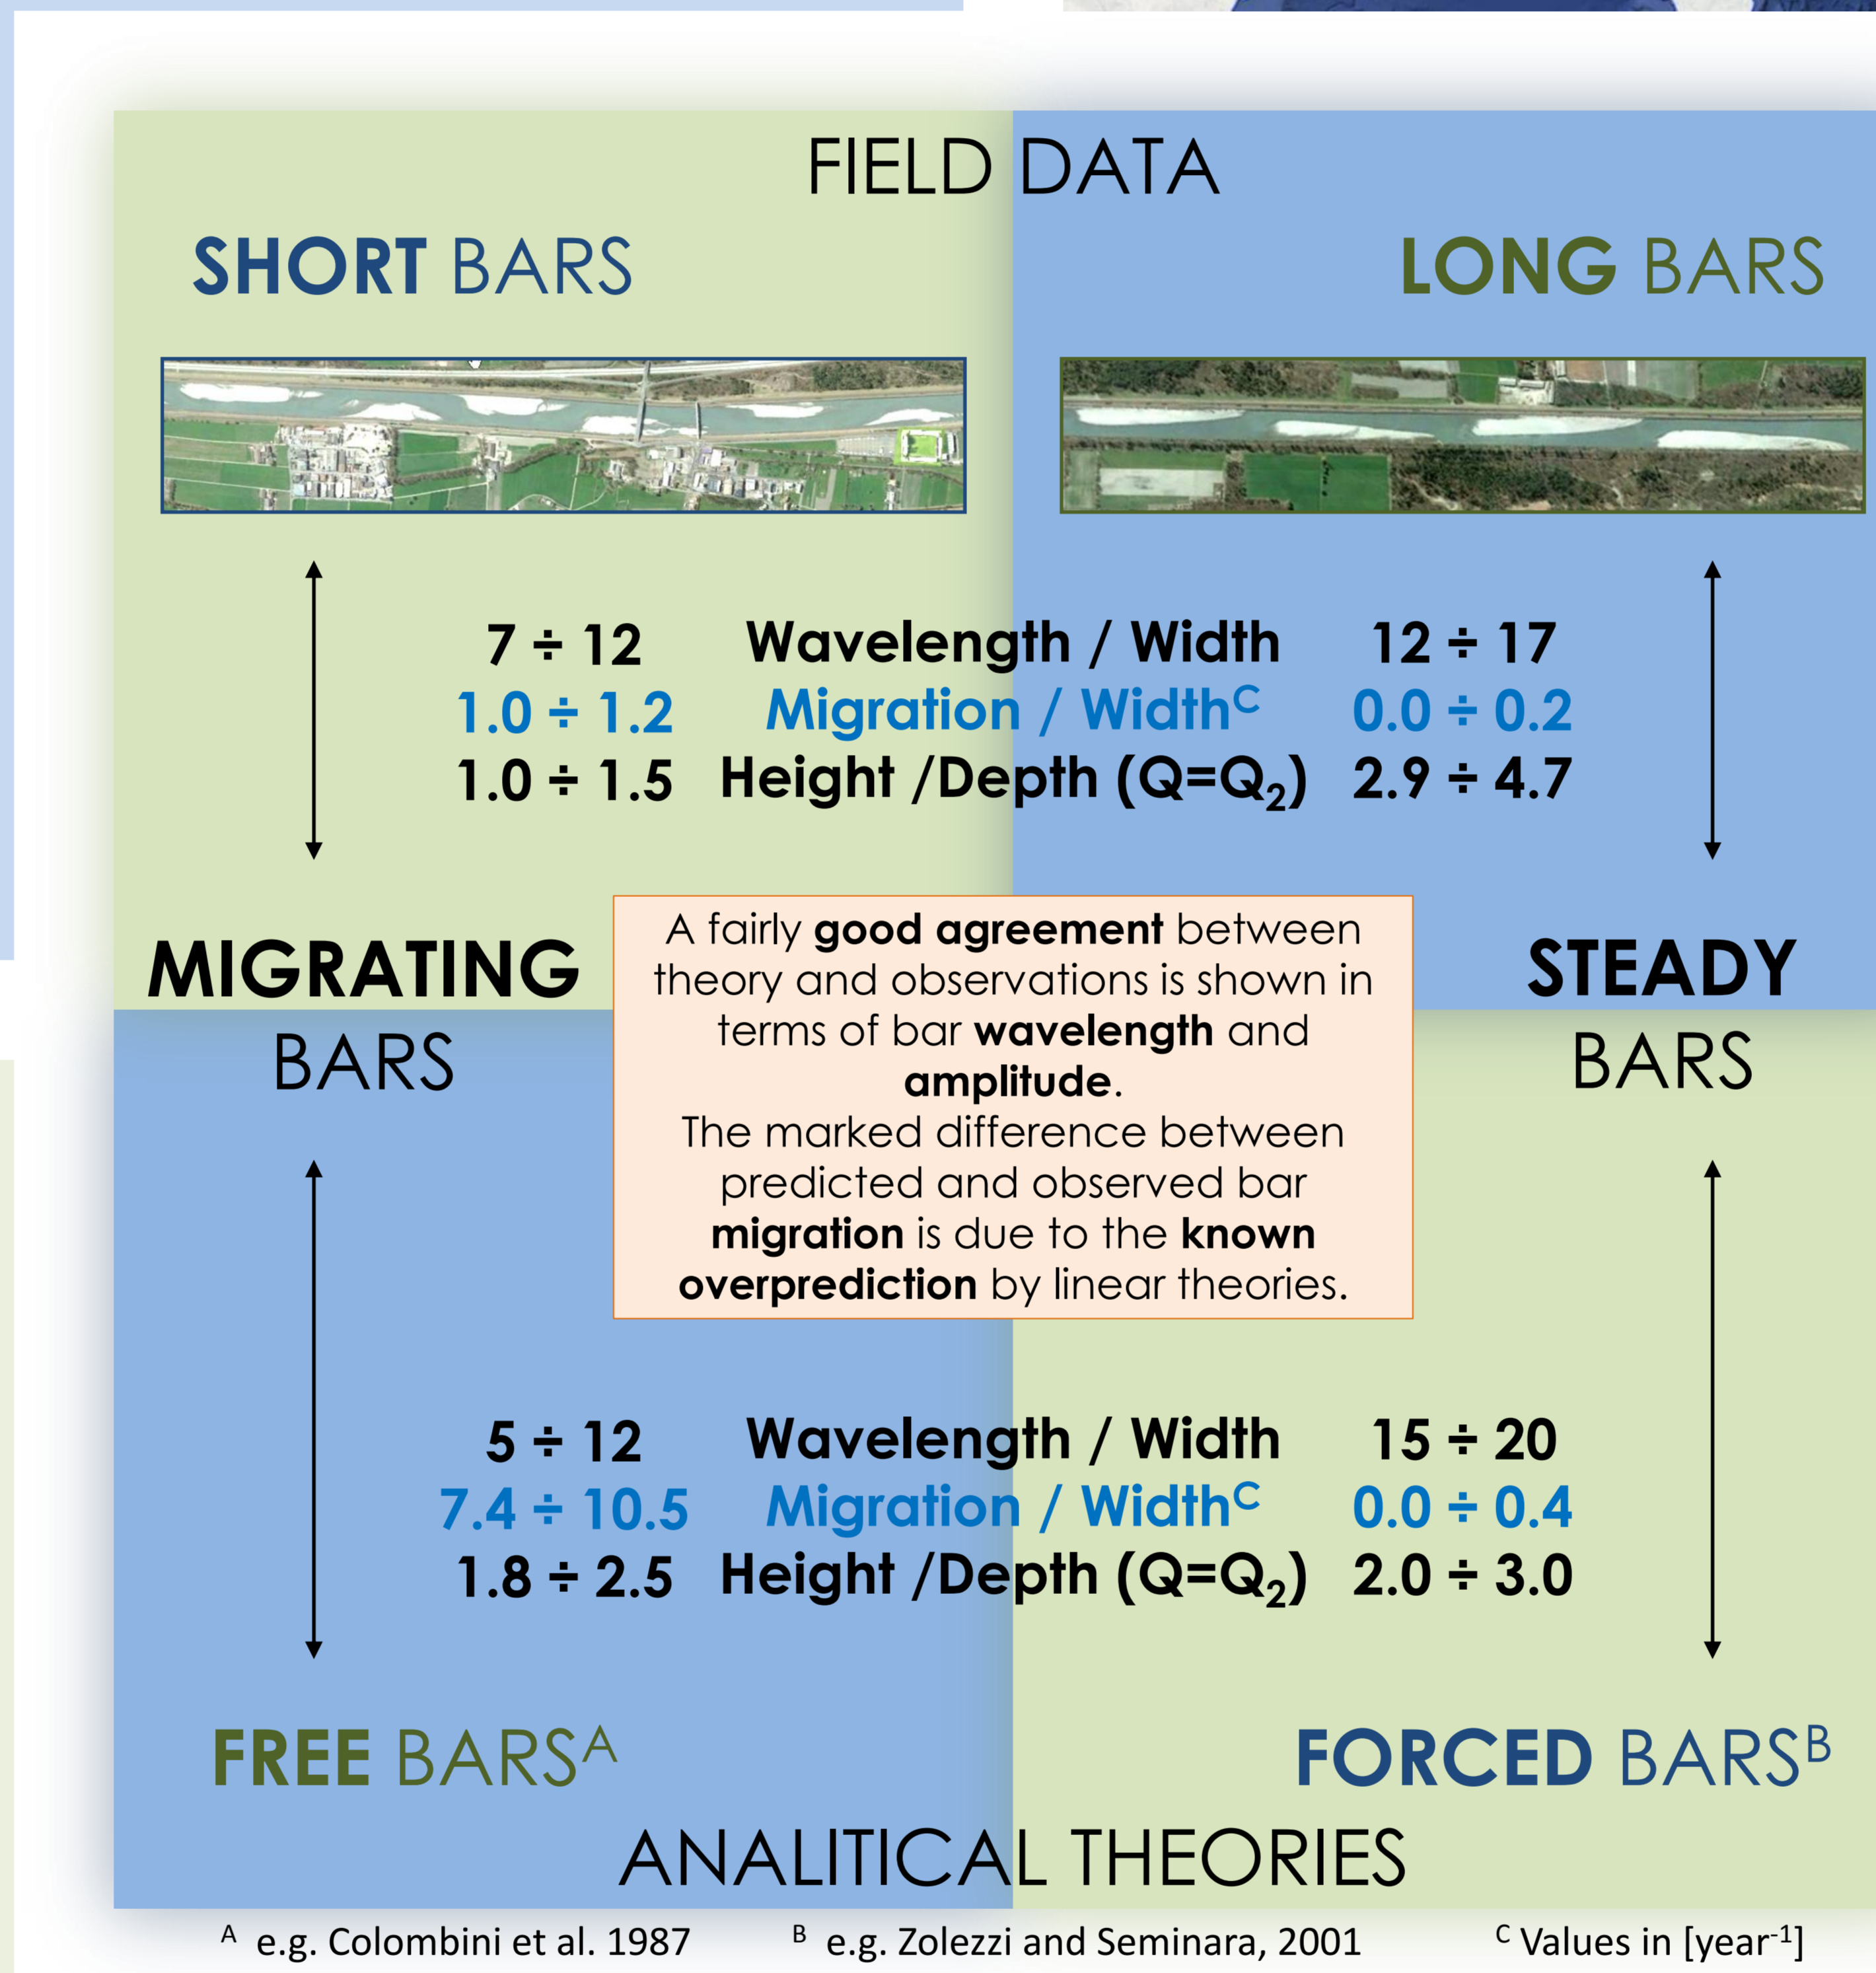 FIELD DATA
SHORT BARS
LONG BARS
7 ÷ 12 Wavelength / Width 12 ÷ 17
1.0 ÷ 1.2 Migration / Widthᶜ 0.0 ÷ 0.2
1.0 ÷ 1.5 Height /Depth (Q=Q₂) 2.9 ÷ 4.7
MIGRATING
BARS
A fairly good agreement between
theory and observations is shown in
terms of bar wavelength and
amplitude.
The marked difference between
predicted and observed bar
migration is due to the known
overprediction by linear theories.
STEADY
BARS
5 ÷ 12 Wavelength / Width 15 ÷ 20
7.4 ÷ 10.5 Migration / Widthᶜ 0.0 ÷ 0.4
1.8 ÷ 2.5 Height /Depth (Q=Q₂) 2.0 ÷ 3.0
FREE BARSᴬ
FORCED BARSᴮ
ANALITICAL THEORIES
ᴬ e.g. Colombini et al. 1987 ᴮ e.g. Zolezzi and Seminara, 2001 ᶜ Values in [year⁻¹]